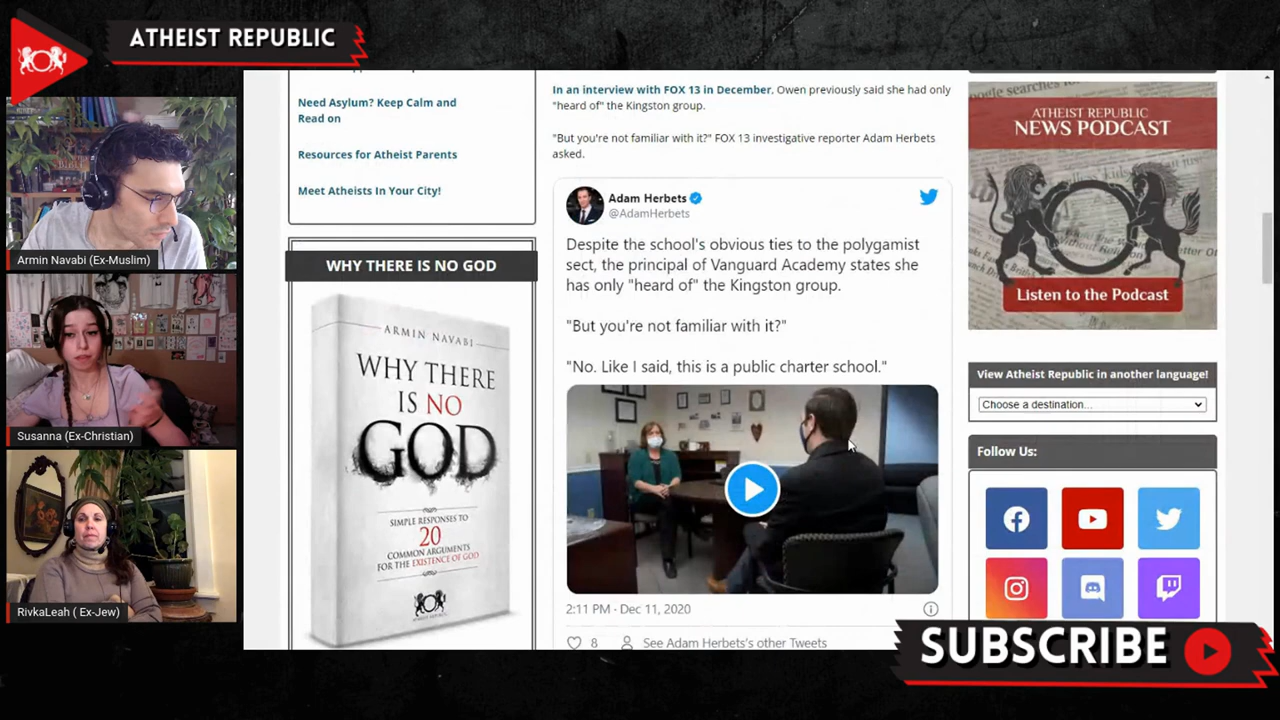 ATHEIST REPUBLIC
Armin Navabi (Ex-Muslim)
Susanna (Ex-Christian)
RivkaLeah ( Ex-Jew)
Need Asylum? Keep Calm and
Read on
Resources for Atheist Parents
Meet Atheists In Your City!
WHY THERE IS NO GOD
ARMIN NAVABI
WHY THERE
IS NO
GOD
SIMPLE RESPONSES TO
20
COMMON ARGUMENTS
FOR THE EXISTENCE OF GOD
In an interview with FOX 13 in December, Owen previously said she had only
"heard of" the Kingston group.
"But you're not familiar with it?" FOX 13 investigative reporter Adam Herbets
asked.
Adam Herbets
@AdamHerbets
Despite the school's obvious ties to the polygamist
sect, the principal of Vanguard Academy states she
has only "heard of" the Kingston group.
"But you're not familiar with it?"
"No. Like I said, this is a public charter school."
2:11 PM · Dec 11, 2020
8 See Adam Herbets's other Tweets
ATHEIST REPUBLIC
NEWS PODCAST
Listen to the Podcast
View Atheist Republic in another language!
Choose a destination...
Follow Us:
SUBSCRIBE